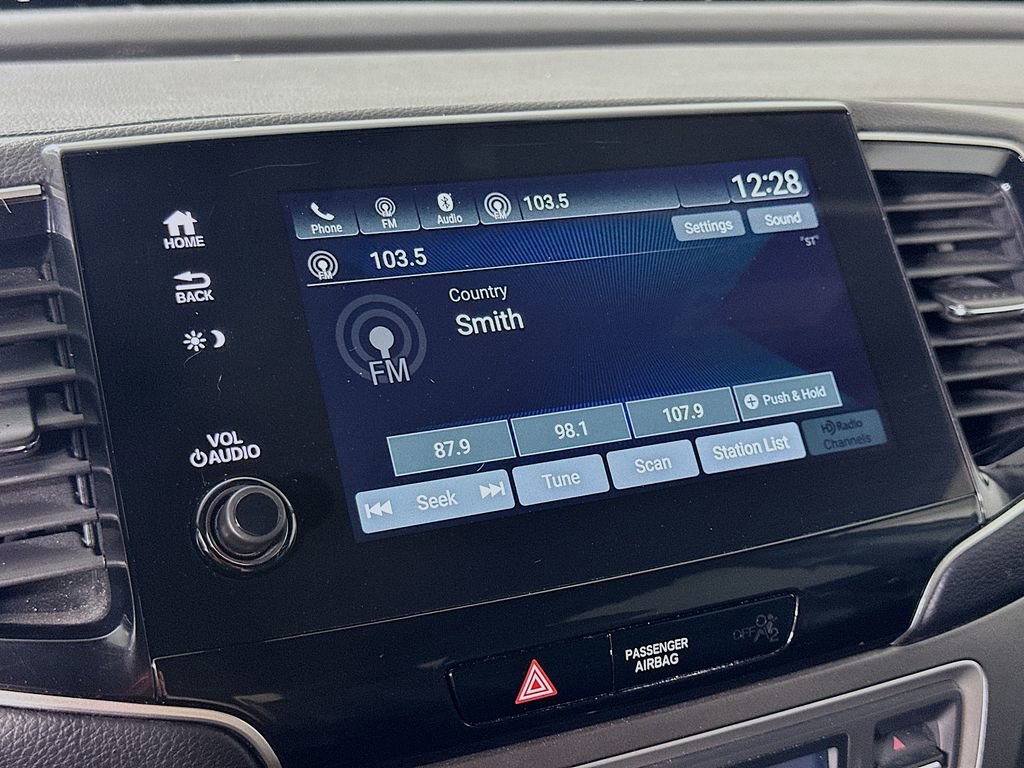 12:28
Phone
FM
Audio
FM
103.5
HOME
Settings
Sound
FM
103.5
"ST"
BACK
Country
Smith
FM
VOL
AUDIO
87.9
98.1
107.9
Push & Hold
Seek
Tune
Scan
Station List
HD Radio
Channels
PASSENGER
AIRBAG
OFF
2